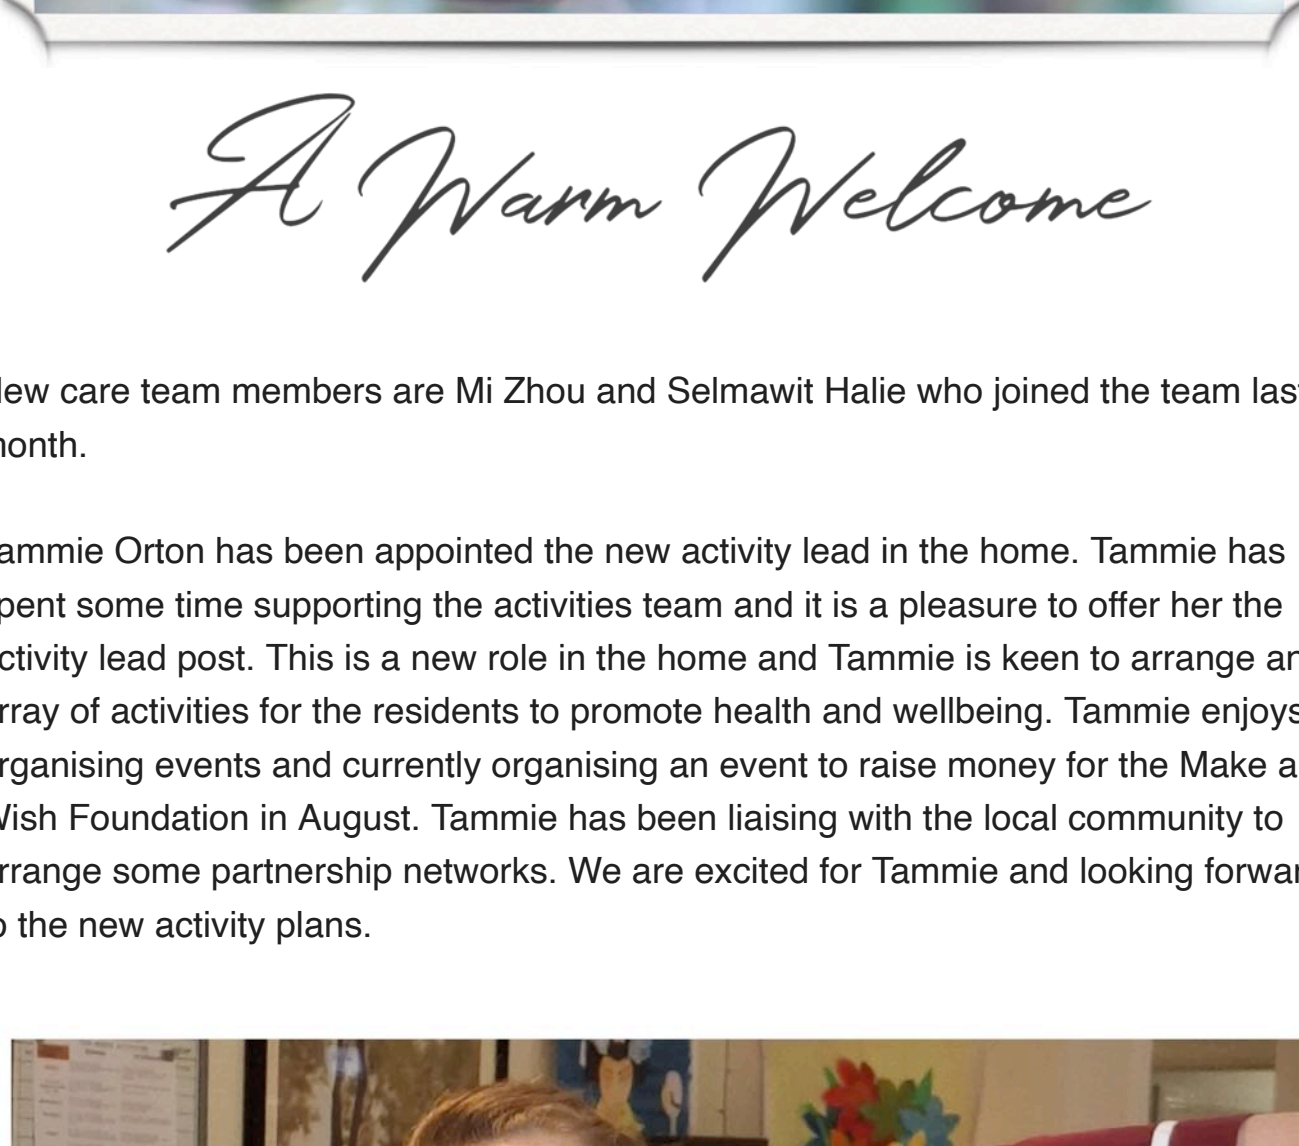 A Warm Welcome
ew care team members are Mi Zhou and Selmawit Halie who joined the team las
onth.
ammie Orton has been appointed the new activity lead in the home. Tammie has
pent some time supporting the activities team and it is a pleasure to offer her the
ctivity lead post. This is a new role in the home and Tammie is keen to arrange an
rray of activities for the residents to promote health and wellbeing. Tammie enjoys
rganising events and currently organising an event to raise money for the Make a
Wish Foundation in August. Tammie has been liaising with the local community to
rrange some partnership networks. We are excited for Tammie and looking forwar
o the new activity plans.